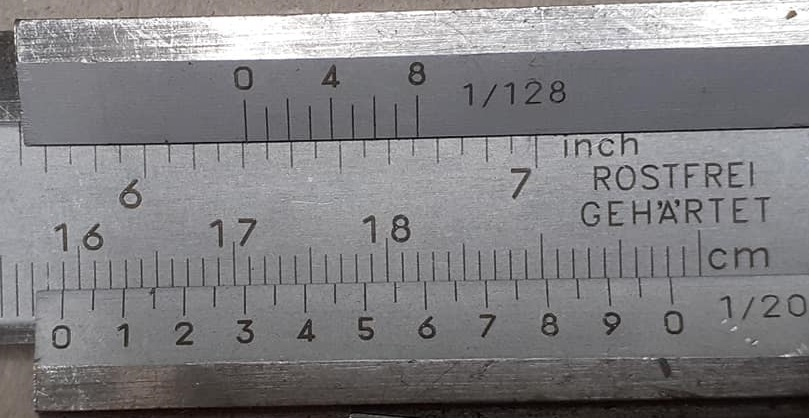 0 4 8 1/128
inch
6 7
ROSTFREI
GEHÄRTET
16 17 18
cm
0 1 2 3 4 5 6 7 8 9 0 1/20